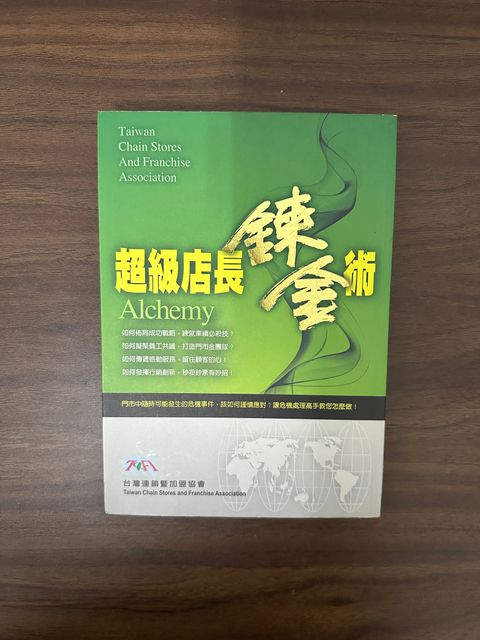 Taiwan
Chain Stores
And Franchise
Association
超級店長鍊金術
Alchemy
如何佈局成功戰略，練就業績必殺技？
如何凝聚員工共識，打造門市金團隊？
如何傳遞感動服務，留住顧客的心！
如何發揮行銷創新，秒殺鈔票有妙招！
門市中隨時可能發生的危機事件，該如何謹慎應對？讓危機處理高手教您怎麼做！
台灣連鎖暨加盟協會
Taiwan Chain Stores and Franchise Association